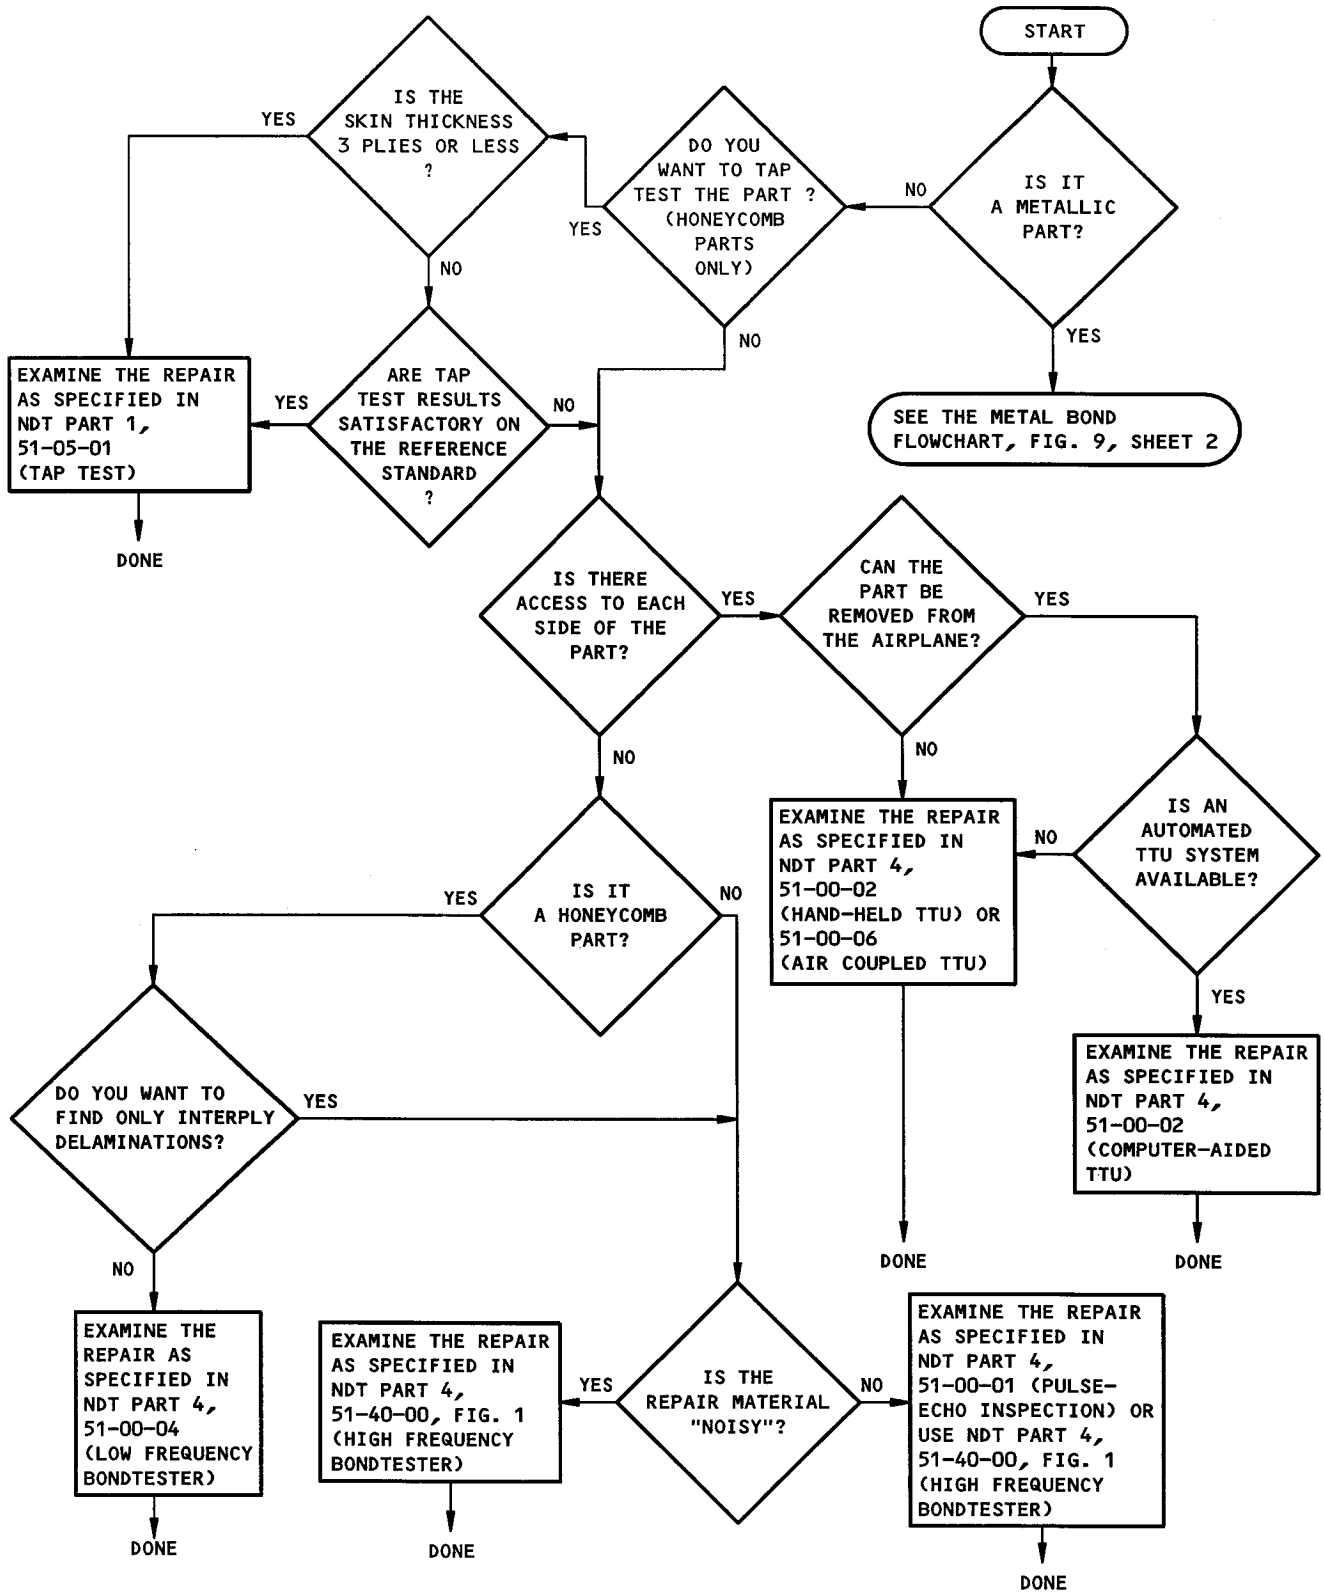 START
IS IT
A METALLIC
PART?
NO
YES
SEE THE METAL BOND
FLOWCHART, FIG. 9, SHEET 2
DO YOU
WANT TO TAP
TEST THE PART ?
(HONEYCOMB
PARTS
ONLY)
YES
NO
IS THE
SKIN THICKNESS
3 PLIES OR LESS
?
YES
NO
ARE TAP
TEST RESULTS
SATISFACTORY ON
THE REFERENCE
STANDARD
?
YES
NO
EXAMINE THE REPAIR
AS SPECIFIED IN
NDT PART 1,
51-05-01
(TAP TEST)
DONE
IS THERE
ACCESS TO EACH
SIDE OF THE
PART?
YES
NO
CAN THE
PART BE
REMOVED FROM
THE AIRPLANE?
YES
NO
IS AN
AUTOMATED
TTU SYSTEM
AVAILABLE?
NO
YES
EXAMINE THE REPAIR
AS SPECIFIED IN
NDT PART 4,
51-00-02
(HAND-HELD TTU) OR
51-00-06
(AIR COUPLED TTU)
DONE
EXAMINE THE REPAIR
AS SPECIFIED IN
NDT PART 4,
51-00-02
(COMPUTER-AIDED
TTU)
DONE
IS IT
A HONEYCOMB
PART?
YES
NO
DO YOU WANT TO
FIND ONLY INTERPLY
DELAMINATIONS?
YES
NO
EXAMINE THE
REPAIR AS
SPECIFIED IN
NDT PART 4,
51-00-04
(LOW FREQUENCY
BONDTESTER)
DONE
IS THE
REPAIR MATERIAL
"NOISY"?
YES
NO
EXAMINE THE REPAIR
AS SPECIFIED IN
NDT PART 4,
51-40-00, FIG. 1
(HIGH FREQUENCY
BONDTESTER)
DONE
EXAMINE THE REPAIR
AS SPECIFIED IN
NDT PART 4,
51-00-01 (PULSE-
ECHO INSPECTION) OR
USE NDT PART 4,
51-40-00, FIG. 1
(HIGH FREQUENCY
BONDTESTER)
DONE